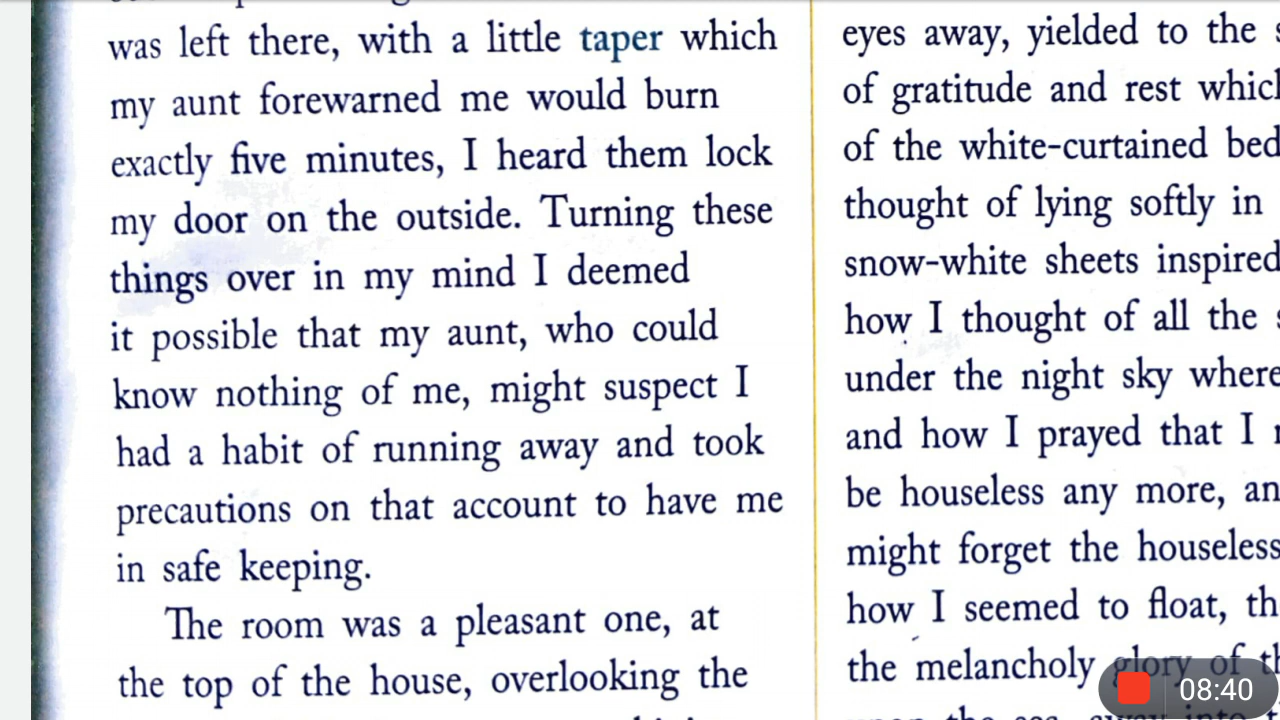 was left there, with a little taper which
my aunt forewarned me would burn
exactly five minutes, I heard them lock
my door on the outside. Turning these
things over in my mind I deemed
it possible that my aunt, who could
know nothing of me, might suspect I
had a habit of running away and took
precautions on that account to have me
in safe keeping.
The room was a pleasant one, at
the top of the house, overlooking the
eyes away, yielded to the
of gratitude and rest
of the white-curtained bed
thought of lying softly in
snow-white sheets inspired
how I thought of all the
under the night sky where
and how I prayed that I
be houseless any more,
might forget the houseless
how I seemed to float,
the melancholy glory of
08:40